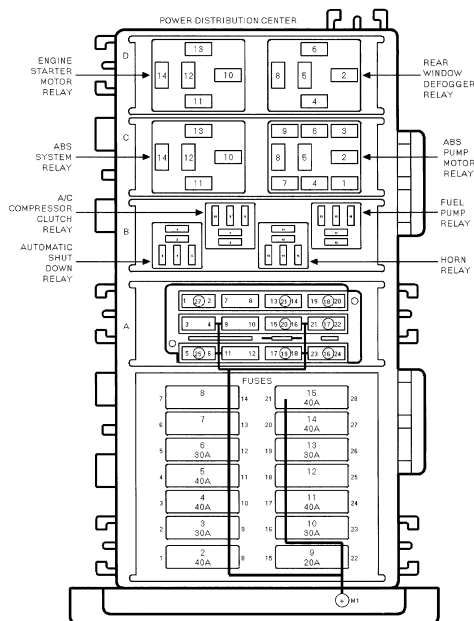 POWER DISTRIBUTION CENTER
ENGINE
STARTER
MOTOR
RELAY
D
13
14 12 10
11
6
8 5 2
4
REAR
WINDOW
DEFOGGER
RELAY
ABS
SYSTEM
RELAY
C
13
14 12 10
11
9 6 3
8 5 2
7 4 1
ABS
PUMP
MOTOR
RELAY
A/C
COMPRESSOR
CLUTCH
RELAY
FUEL
PUMP
RELAY
B
AUTOMATIC
SHUT
DOWN
RELAY
HORN
RELAY
A
1 27 2 7 8 13 21 14 19 18 20
3 4 9 10 15 20 16 21 17 22
5 25 6 11 12 17 19 18 23 16 24
FUSES
7 8 14 21 15 28
40A
6 7 13 20 14 27
40A
5 6 12 19 13 26
30A 30A
4 5 11 18 12 25
40A
3 4 10 17 11 24
40A 40A
2 3 9 16 10 23
30A 30A
1 2 8 15 9 22
40A 20A
M1